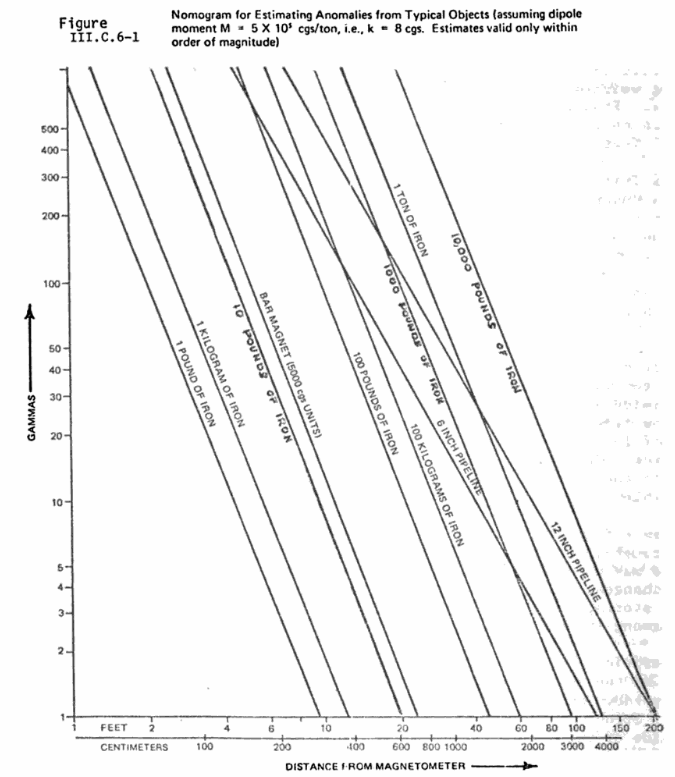 Figure
III.C.6-1
Nomogram for Estimating Anomalies from Typical Objects (assuming dipole
moment M = 5 X 10⁵ cgs/ton, i.e., k = 8 cgs. Estimates valid only within
order of magnitude)
500
400
300
200
100
50
40
30
20
10
5
4
3
2
1
GAMMAS
1 POUND OF IRON
1 KILOGRAM OF IRON
10 POUNDS OF IRON
BAR MAGNET (5000 cgs UNITS)
100 POUNDS OF IRON
100 KILOGRAMS OF IRON
6 INCH PIPELINE
1000 POUNDS OF IRON
1 TON OF IRON
10,000 POUNDS OF IRON
12 INCH PIPELINE
1 FEET 2 4 6 10 20 40 60 80 100 150 200
CENTIMETERS 100 200 400 600 800 1000 2000 3000 4000
DISTANCE FROM MAGNETOMETER